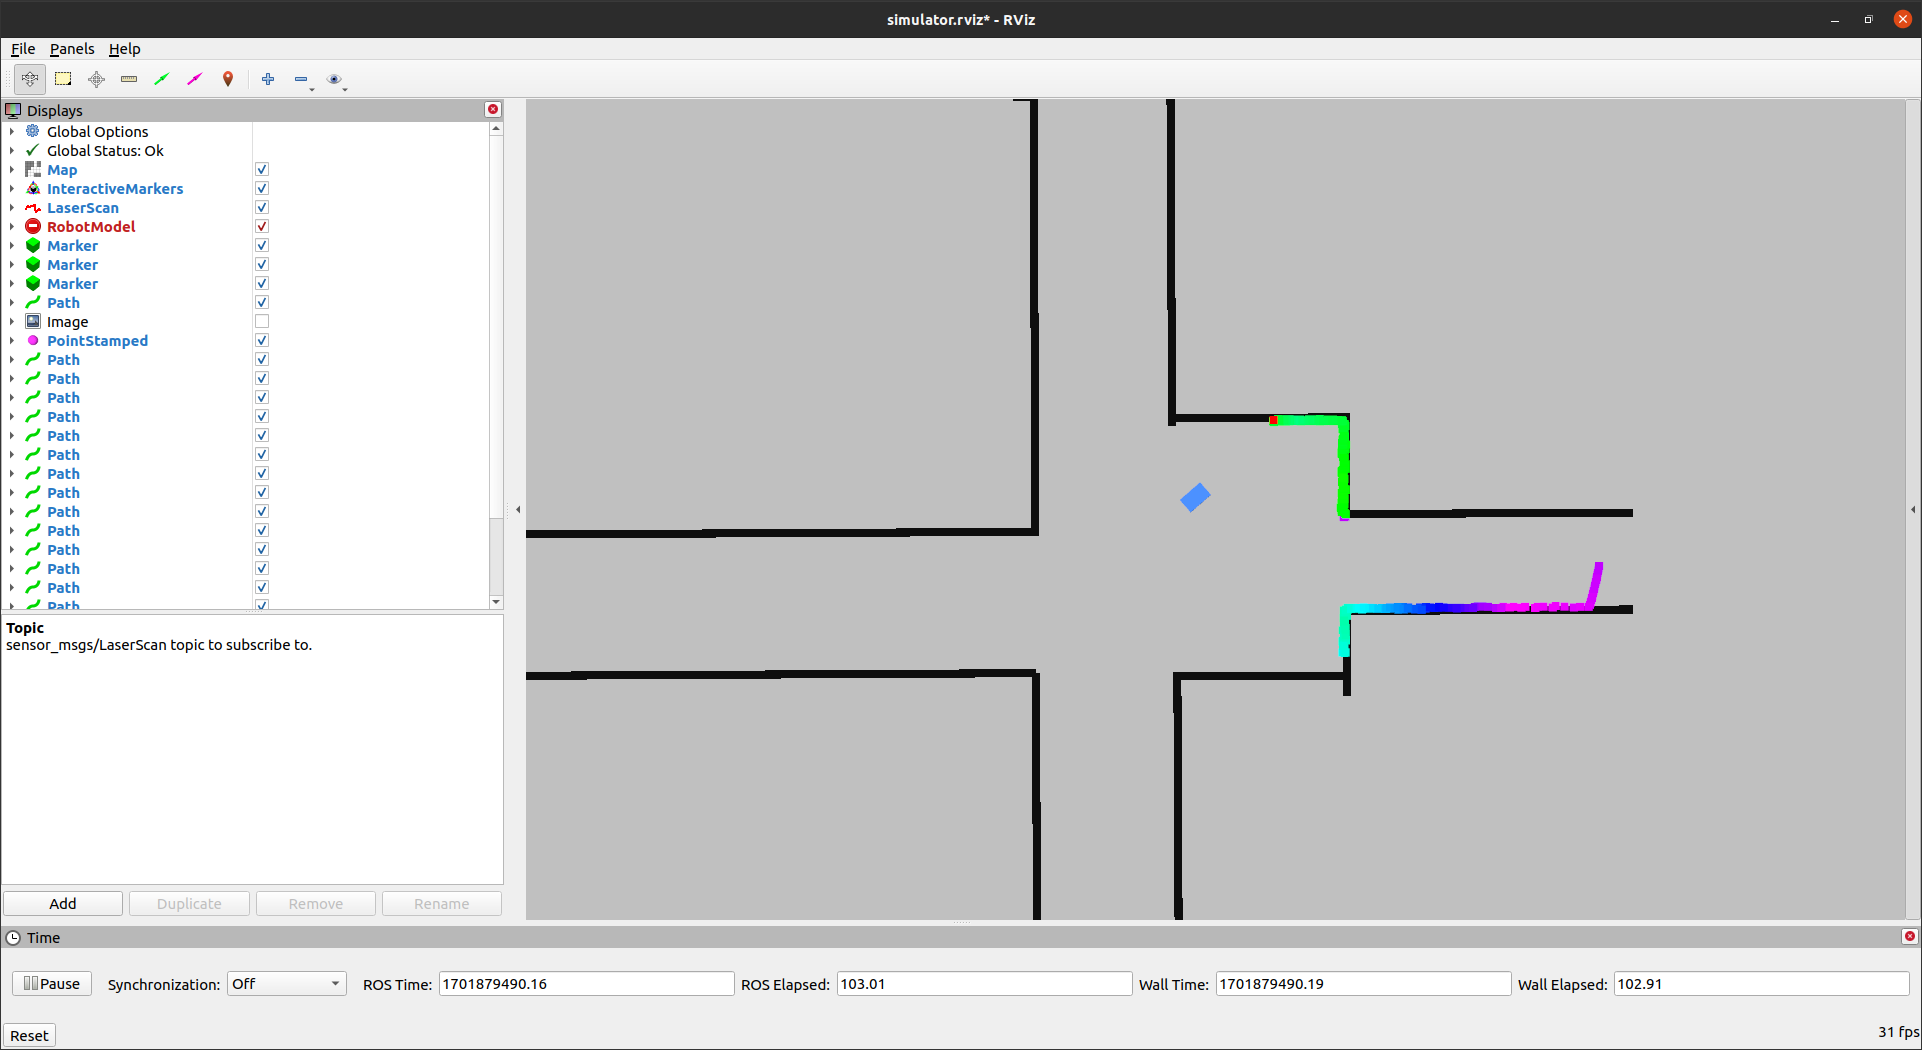 simulator.rviz* - RViz
File Panels Help
Displays
Global Options
Global Status: Ok
Map
InteractiveMarkers
LaserScan
RobotModel
Marker
Marker
Marker
Path
Image
PointStamped
Path
Path
Path
Path
Path
Path
Path
Path
Path
Path
Path
Path
Path
Path
Topic
sensor_msgs/LaserScan topic to subscribe to.
Add Duplicate Remove Rename
Time
Pause Synchronization: Off ROS Time: 1701879490.16 ROS Elapsed: 103.01 Wall Time: 1701879490.19 Wall Elapsed: 102.91
Reset 31 fps